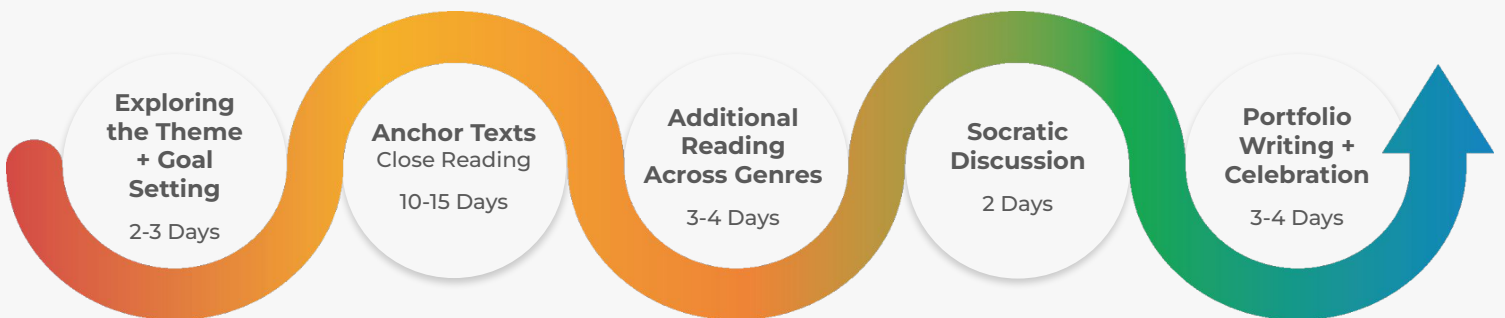 Exploring
the Theme
+ Goal
Setting
2-3 Days
Anchor Texts
Close Reading
10-15 Days
Additional
Reading
Across Genres
3-4 Days
Socratic
Discussion
2 Days
Portfolio
Writing +
Celebration
3-4 Days